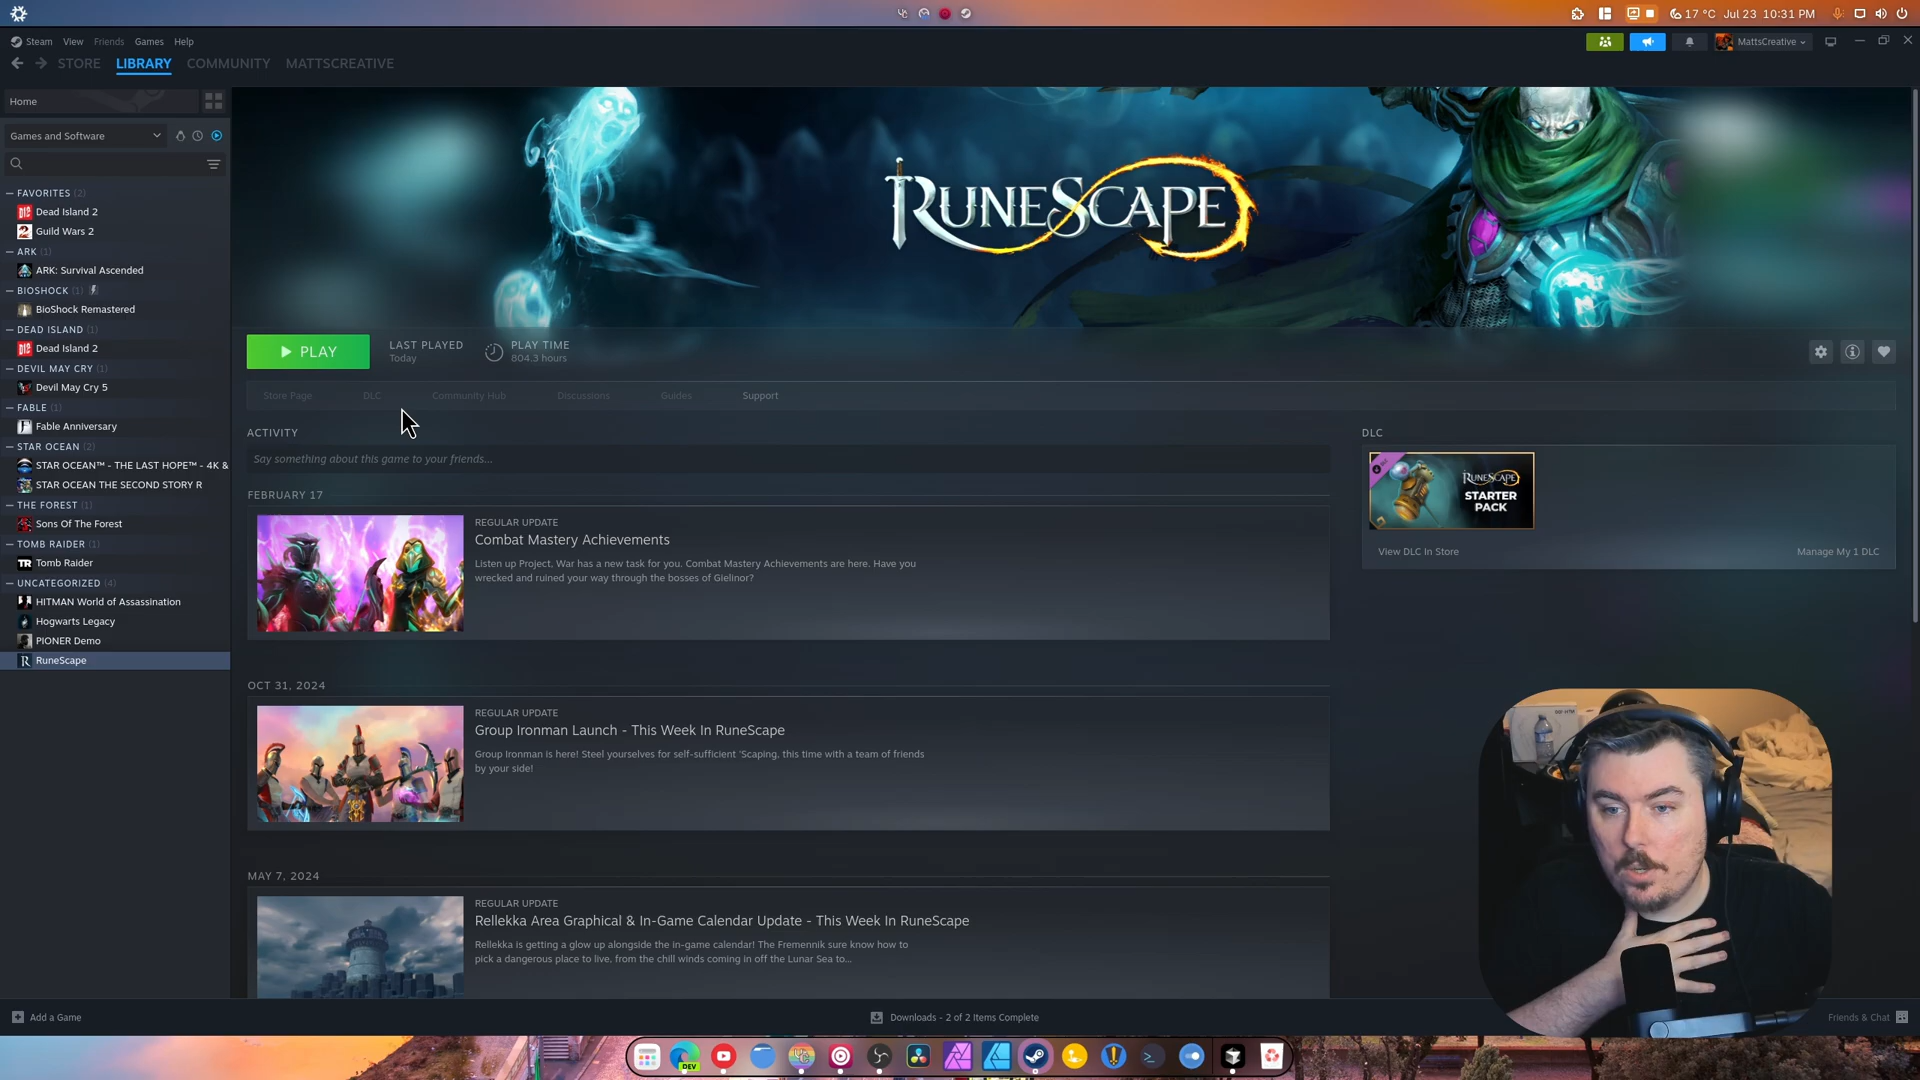 17 °C Jul 23 10:31 PM
Steam View Friends Games Help
MattsCreative
STORE LIBRARY COMMUNITY MATTSCREATIVE
Home
Games and Software
FAVORITES (2)
Dead Island 2
Guild Wars 2
ARK (1)
ARK: Survival Ascended
BIOSHOCK (1)
BioShock Remastered
DEAD ISLAND (1)
Dead Island 2
DEVIL MAY CRY (1)
Devil May Cry 5
FABLE (1)
Fable Anniversary
STAR OCEAN (2)
STAR OCEAN™ - THE LAST HOPE™ - 4K &
STAR OCEAN THE SECOND STORY R
THE FOREST (1)
Sons Of The Forest
TOMB RAIDER (1)
TR Tomb Raider
UNCATEGORIZED (4)
HITMAN World of Assassination
Hogwarts Legacy
PIONER Demo
RuneScape
RUNESCAPE
PLAY
LAST PLAYED
Today
PLAY TIME
804.3 hours
Store Page DLC Community Hub Discussions Guides Support
ACTIVITY
Say something about this game to your friends...
FEBRUARY 17
REGULAR UPDATE
Combat Mastery Achievements
Listen up Project, War has a new task for you. Combat Mastery Achievements are here. Have you
wrecked and ruined your way through the bosses of Gielinor?
OCT 31, 2024
REGULAR UPDATE
Group Ironman Launch - This Week In RuneScape
Group Ironman is here! Steel yourselves for self-sufficient 'Scaping, this time with a team of friends
by your side!
MAY 7, 2024
REGULAR UPDATE
Rellekka Area Graphical & In-Game Calendar Update - This Week In RuneScape
Rellekka is getting a glow up alongside the in-game calendar! The Fremennik sure know how to
pick a dangerous place to live, from the chill winds coming in off the Lunar Sea to...
DLC
RUNESCAPE
STARTER
PACK
View DLC In Store Manage My 1 DLC
Add a Game
Downloads - 2 of 2 Items Complete
Friends & Chat
DEV